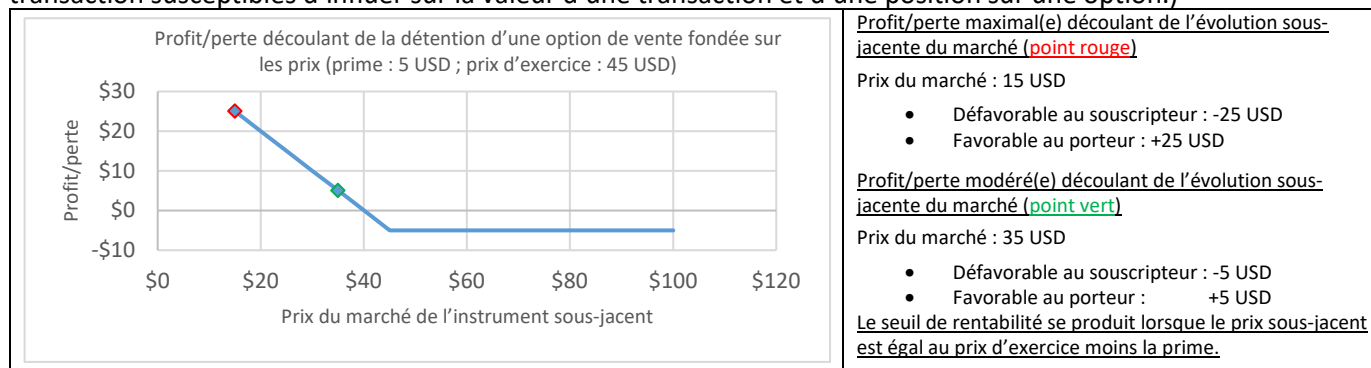 transaction susceptibles d'influer sur la valeur d'une transaction et d'une position sur une option.)
Profit/perte découlant de la détention d'une option de vente fondée sur
les prix (prime : 5 USD ; prix d'exercice : 45 USD)
$30
$20
$10
$0
-$10
Profit/perte
$0 $20 $40 $60 $80 $100 $120
Prix du marché de l'instrument sous-jacent
Profit/perte maximal(e) découlant de l'évolution sous-
jacente du marché (point rouge)
Prix du marché : 15 USD
• Défavorable au souscripteur : -25 USD
• Favorable au porteur : +25 USD
Profit/perte modéré(e) découlant de l'évolution sous-
jacente du marché (point vert)
Prix du marché : 35 USD
• Défavorable au souscripteur : -5 USD
• Favorable au porteur : +5 USD
Le seuil de rentabilité se produit lorsque le prix sous-jacent
est égal au prix d'exercice moins la prime.